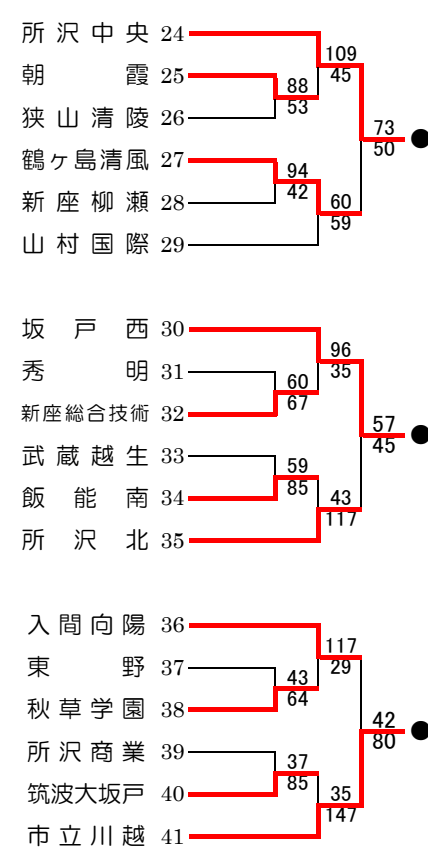 所沢中央 24
109
45
朝霞 25
88
53
狭山清陵 26
73
50
鶴ヶ島清風 27
94
42
新座柳瀬 28
60
59
山村国際 29
坂戸西 30
96
35
秀明 31
60
67
新座総合技術 32
57
45
武蔵越生 33
59
85
飯能南 34
43
117
所沢北 35
入間向陽 36
117
29
東野 37
43
64
秋草学園 38
42
80
所沢商業 39
37
85
筑波大坂戸 40
35
147
市立川越 41